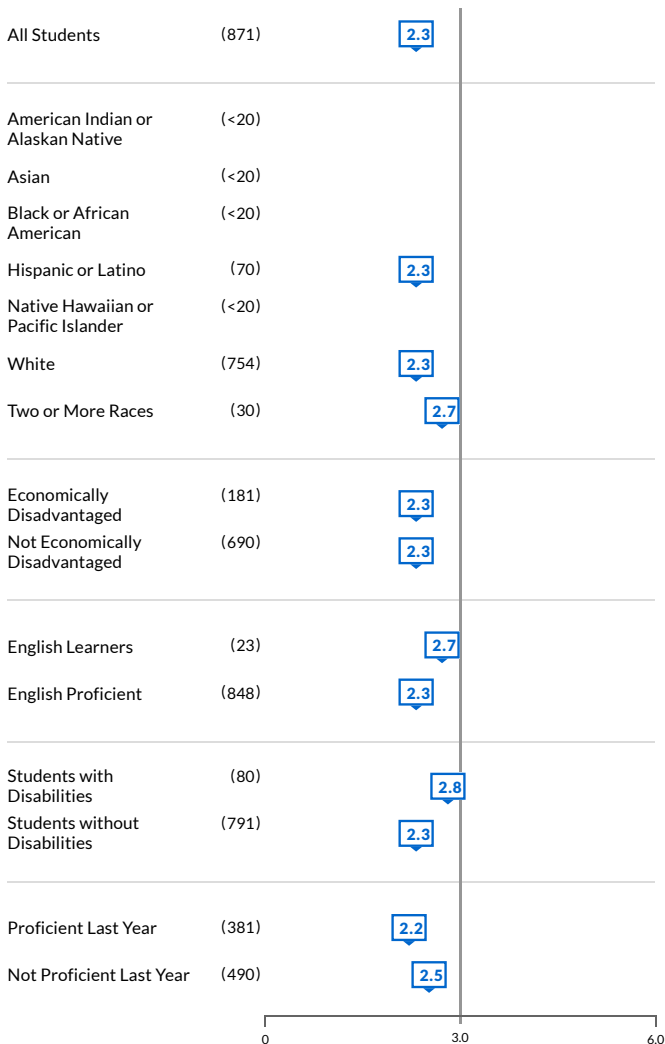 All Students (871) 2.3
American Indian or (<20)
Alaskan Native
Asian (<20)
Black or African (<20)
American
Hispanic or Latino (70) 2.3
Native Hawaiian or (<20)
Pacific Islander
White (754) 2.3
Two or More Races (30) 2.7
Economically (181) 2.3
Disadvantaged
Not Economically (690) 2.3
Disadvantaged
English Learners (23) 2.7
English Proficient (848) 2.3
Students with (80) 2.8
Disabilities
Students without (791) 2.3
Disabilities
Proficient Last Year (381) 2.2
Not Proficient Last Year (490) 2.5
0 3.0 6.0